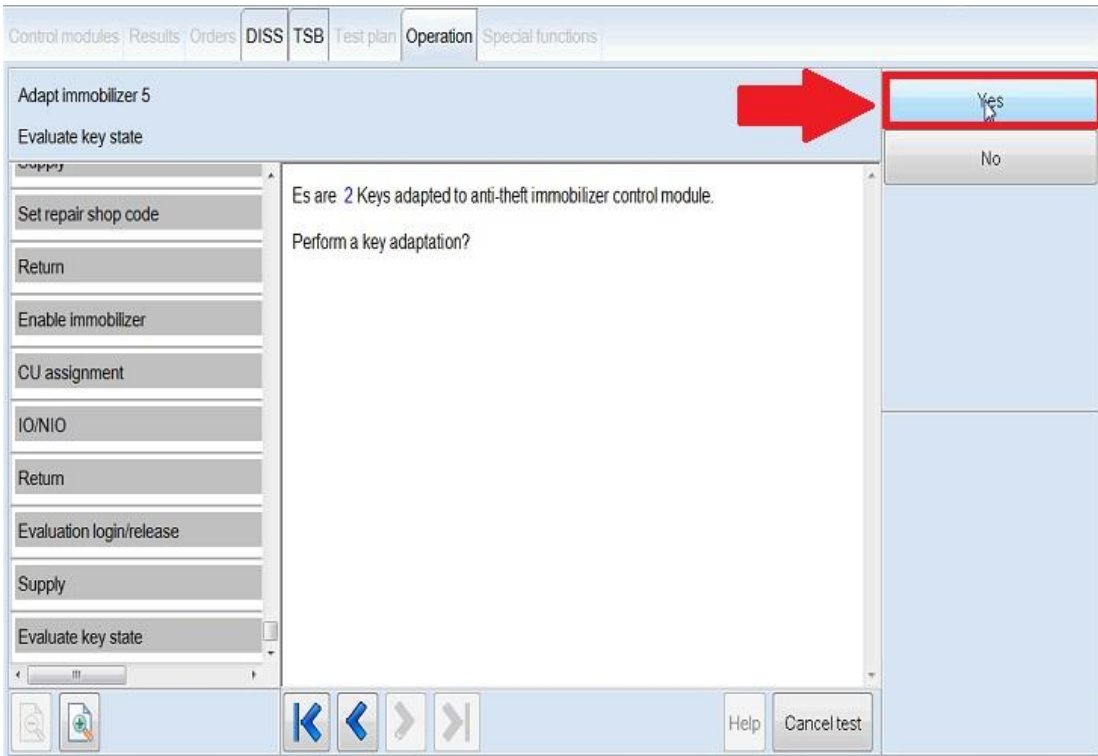 Control modules Results Orders DISS TSB Test plan Operation Special functions
Adapt immobilizer 5
Evaluate key state
Yes
No
Supply
Set repair shop code
Return
Enable immobilizer
CU assignment
IO/NIO
Return
Evaluation login/release
Supply
Evaluate key state
Es are 2 Keys adapted to anti-theft immobilizer control module.
Perform a key adaptation?
Help
Cancel test